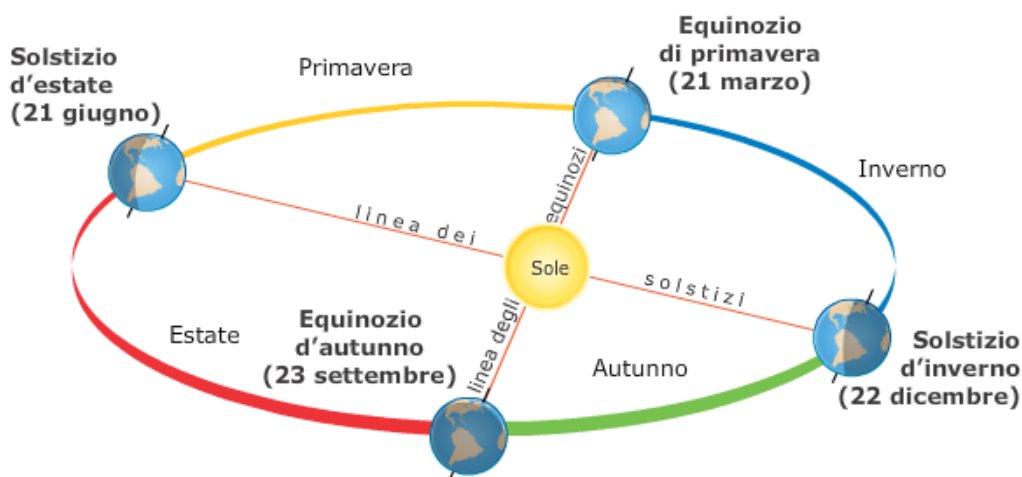 Solstizio
d’estate
(21 giugno)
Primavera
Equinozio
di primavera
(21 marzo)
Inverno
linea dei
solstizi
equinozi
linea degli
Sole
Estate
Equinozio
d’autunno
(23 settembre)
Autunno
Solstizio
d’inverno
(22 dicembre)